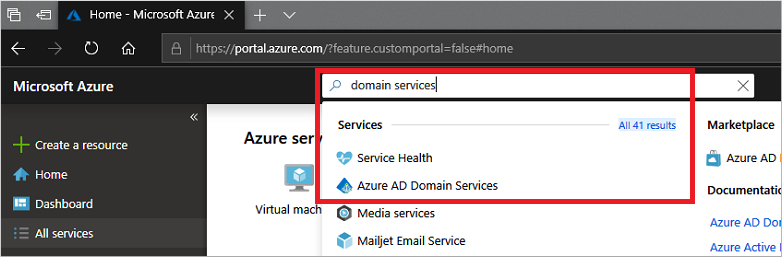 Home - Microsoft Azure
https://portal.azure.com/?feature.customportal=false#home
Microsoft Azure
domain services
Create a resource
Home
Dashboard
All services
Azure ser
Virtual mach
Services
All 41 results
Service Health
Azure AD Domain Services
Media services
Mailjet Email Service
Marketplace
Azure AD
Documentatio
Azure AD Do
Azure Active